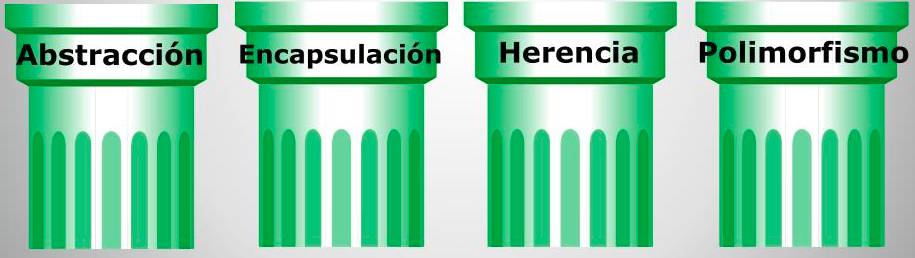 Abstracción
Encapsulación
Herencia
Polimorfismo